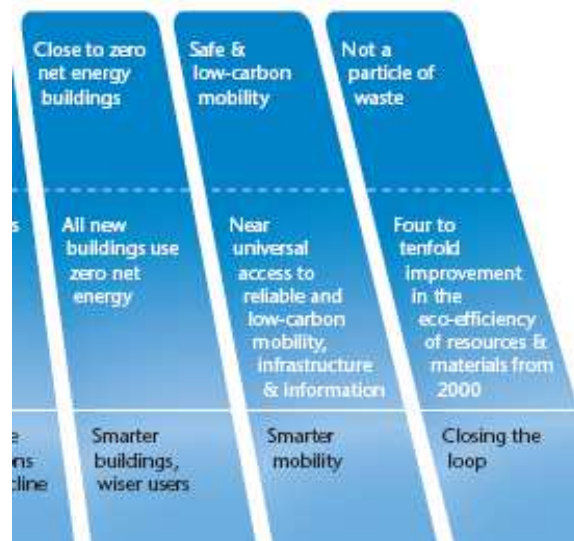 Close to zero
net energy
buildings
Safe &
low-carbon
mobility
Not a
particle of
waste
s
All new
buildings use
zero net
energy
Near
universal
access to
reliable and
low-carbon
mobility,
infrastructure
& information
Four to
tenfold
improvement
in the
eco-efficiency
of resources &
materials from
2000
e
ns
cline
Smarter
buildings,
wiser users
Smarter
mobility
Closing the
loop